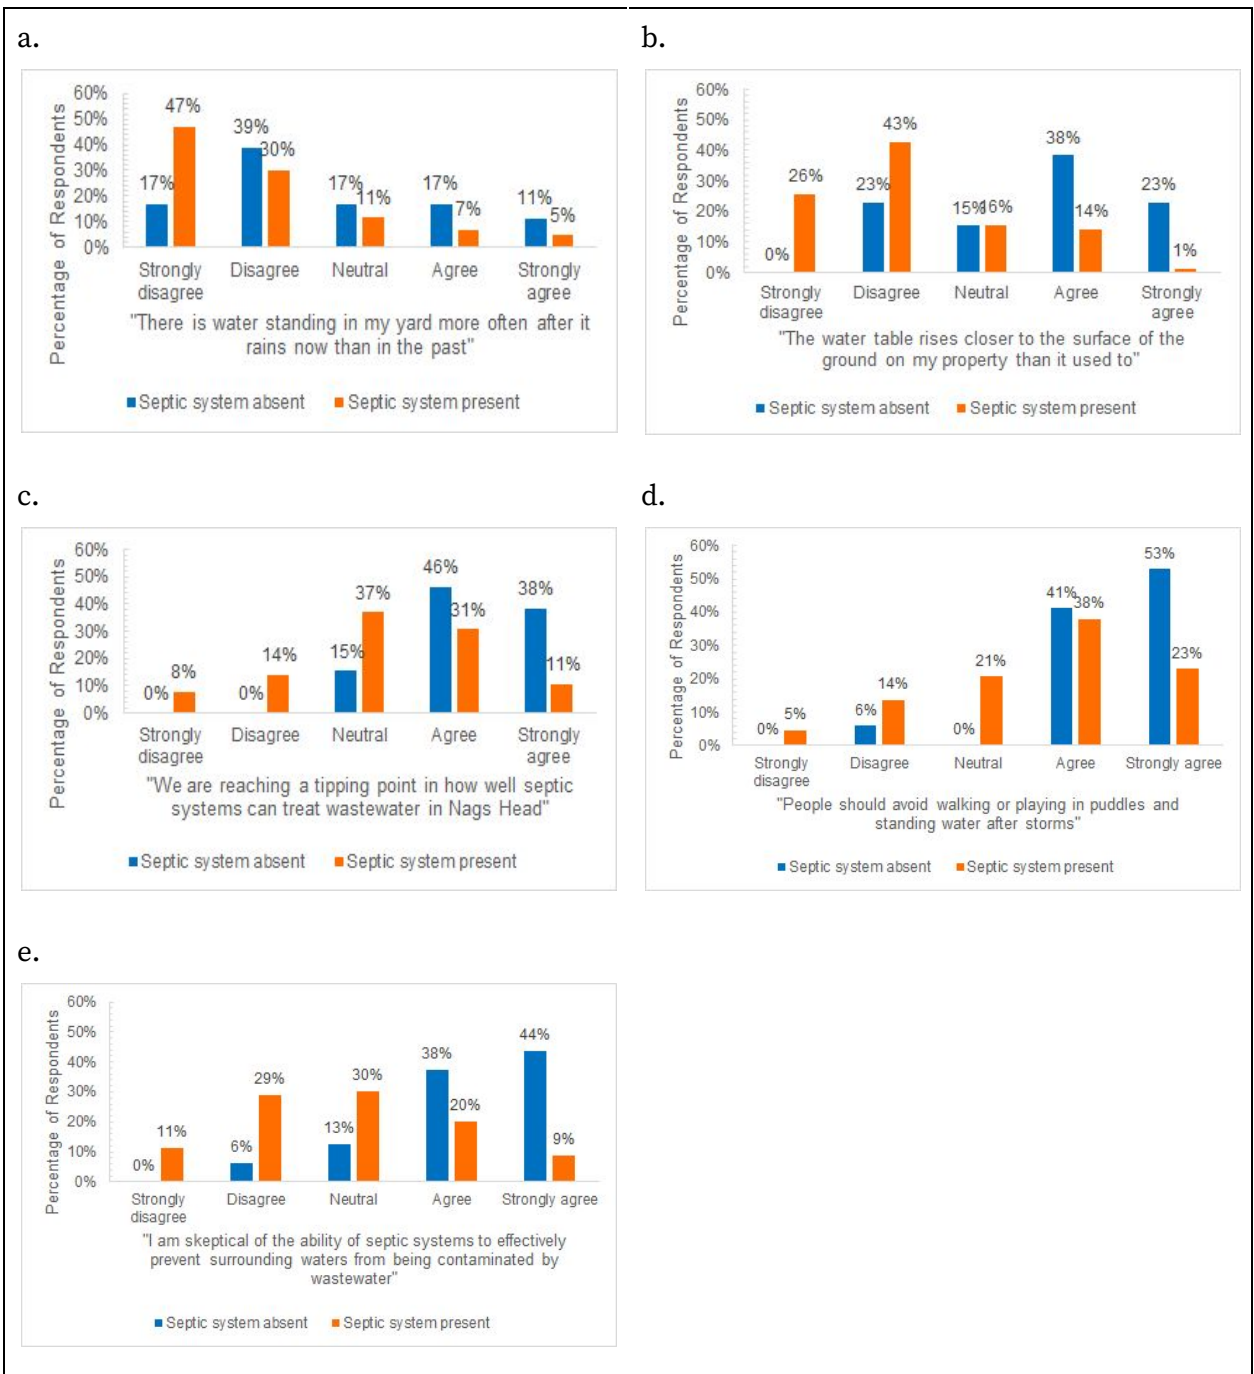 a.
60%
50%
40%
30%
20%
10%
0%
Percentage of Respondents
17%
47%
39%
30%
17%
11%
17%
7%
11%
5%
Strongly disagree
Disagree
Neutral
Agree
Strongly agree
"There is water standing in my yard more often after it
rains now than in the past"
Septic system absent
Septic system present
b.
60%
50%
40%
30%
20%
10%
0%
Percentage of Respondents
0%
26%
23%
43%
15%
16%
38%
14%
23%
1%
Strongly disagree
Disagree
Neutral
Agree
Strongly agree
"The water table rises closer to the surface of the
ground on my property than it used to"
Septic system absent
Septic system present
c.
60%
50%
40%
30%
20%
10%
0%
Percentage of Respondents
0%
8%
0%
14%
15%
37%
46%
31%
38%
11%
Strongly disagree
Disagree
Neutral
Agree
Strongly agree
"We are reaching a tipping point in how well septic
systems can treat wastewater in Nags Head"
Septic system absent
Septic system present
d.
60%
50%
40%
30%
20%
10%
0%
Percentage of Respondents
0%
5%
6%
14%
0%
21%
41%
38%
53%
23%
Strongly disagree
Disagree
Neutral
Agree
Strongly agree
"People should avoid walking or playing in puddles and
standing water after storms"
Septic system absent
Septic system present
e.
60%
50%
40%
30%
20%
10%
0%
Percentage of Respondents
0%
11%
6%
29%
13%
30%
38%
20%
44%
9%
Strongly disagree
Disagree
Neutral
Agree
Strongly agree
"I am skeptical of the ability of septic systems to effectively
prevent surrounding waters from being contaminated by
wastewater"
Septic system absent
Septic system present